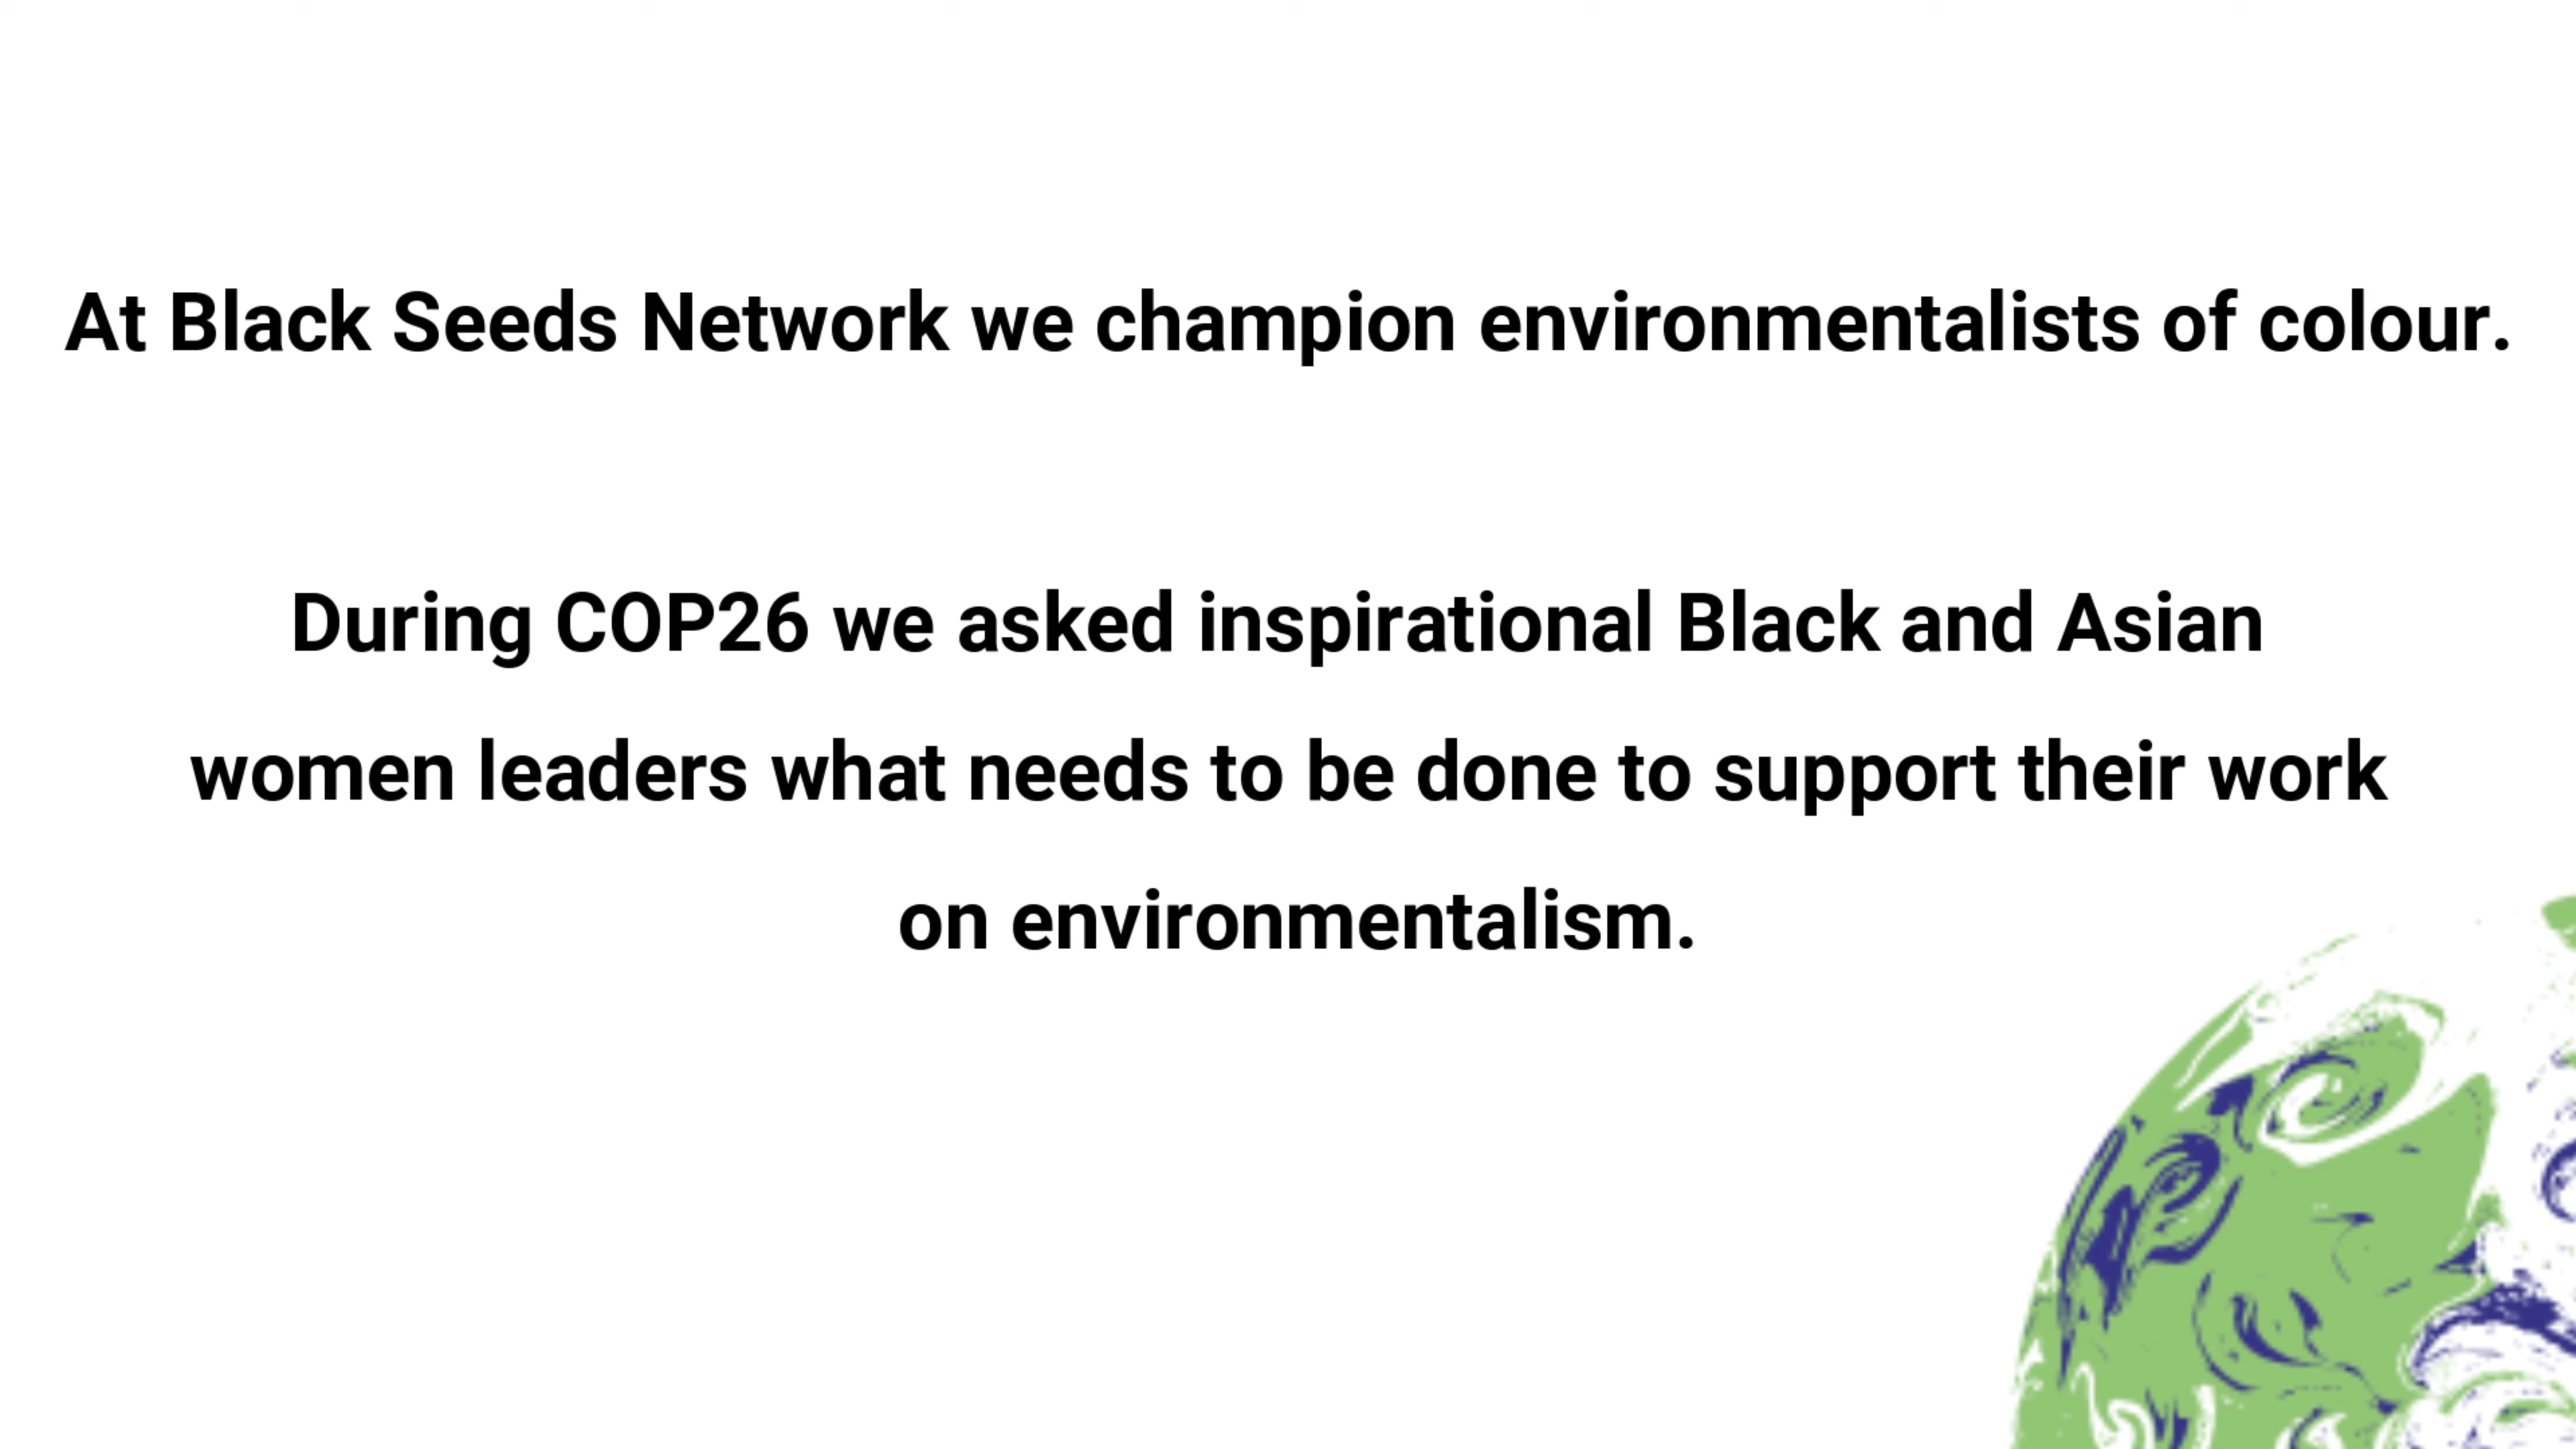 At Black Seeds Network we champion environmentalists of colour.
During COP26 we asked inspirational Black and Asian
women leaders what needs to be done to support their work
on environmentalism.